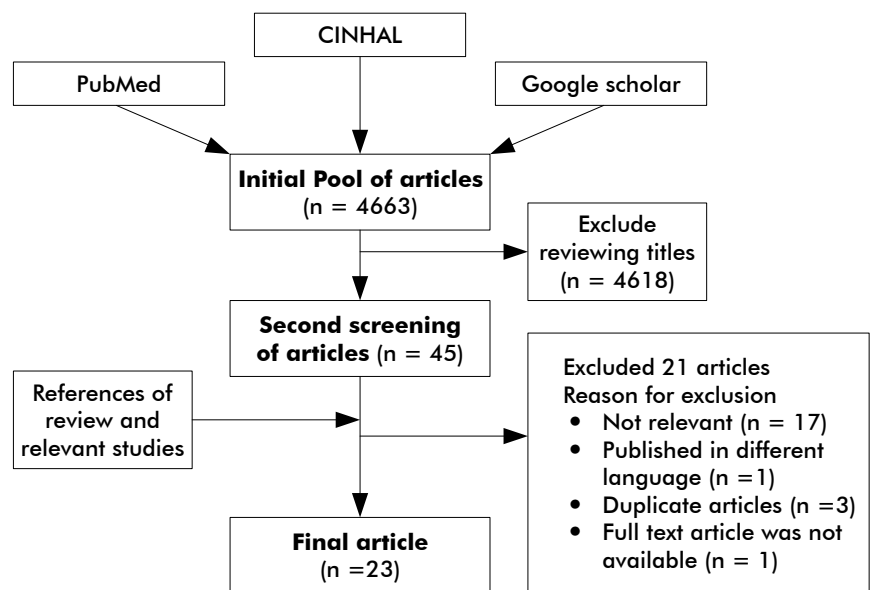 CINHAL
PubMed
Google scholar
Initial Pool of articles
(n = 4663)
Exclude
reviewing titles
(n = 4618)
Second screening
of articles (n = 45)
References of
review and
relevant studies
Excluded 21 articles
Reason for exclusion
• Not relevant (n = 17)
• Published in different
language (n =1)
• Duplicate articles (n =3)
• Full text article was not
available (n = 1)
Final article
(n =23)